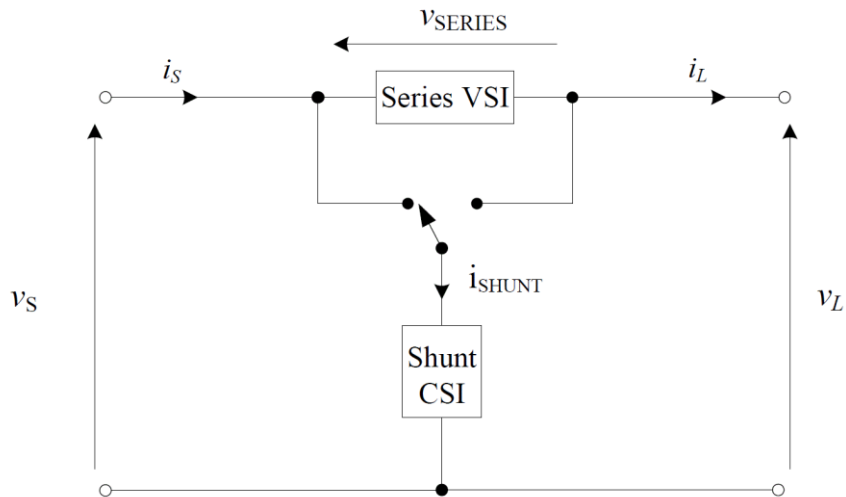 vSERIES
iS
Series VSI
iL
iSHUNT
vS
vL
Shunt
CSI